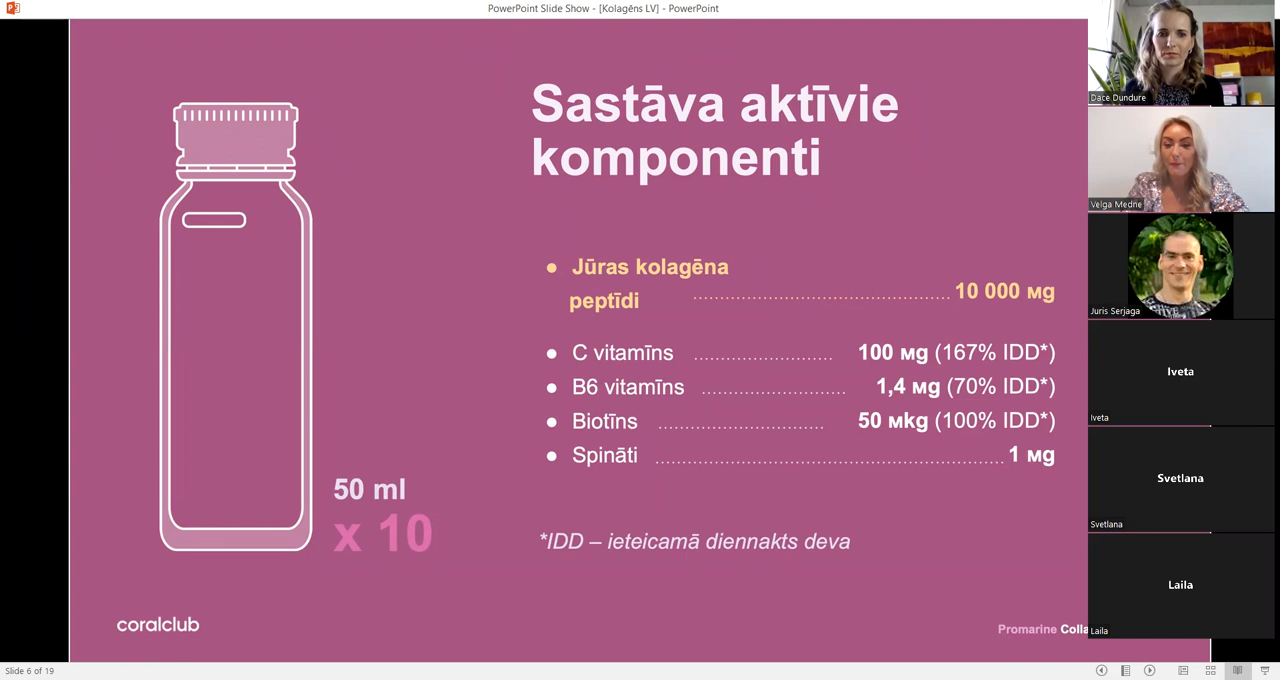 PowerPoint Slide Show - [Kolagēns LV] - PowerPoint
Sastāva aktīvie
komponenti
● Jūras kolagēna
peptīdi .......... 10 000 мg
● C vitamīns .......... 100 мg (167% IDD*)
● B6 vitamīns .......... 1,4 мg (70% IDD*)
● Biotīns .......... 50 мkg (100% IDD*)
● Spināti .......... 1 мg
50 ml
x 10
*IDD – ieteicamā diennakts deva
coralclub
Promarine Colla
Slide 6 of 19
Dace Dundure
Velga Medne
Juris Serjaga
Iveta
Iveta
Svetlana
Svetlana
Laila
Laila